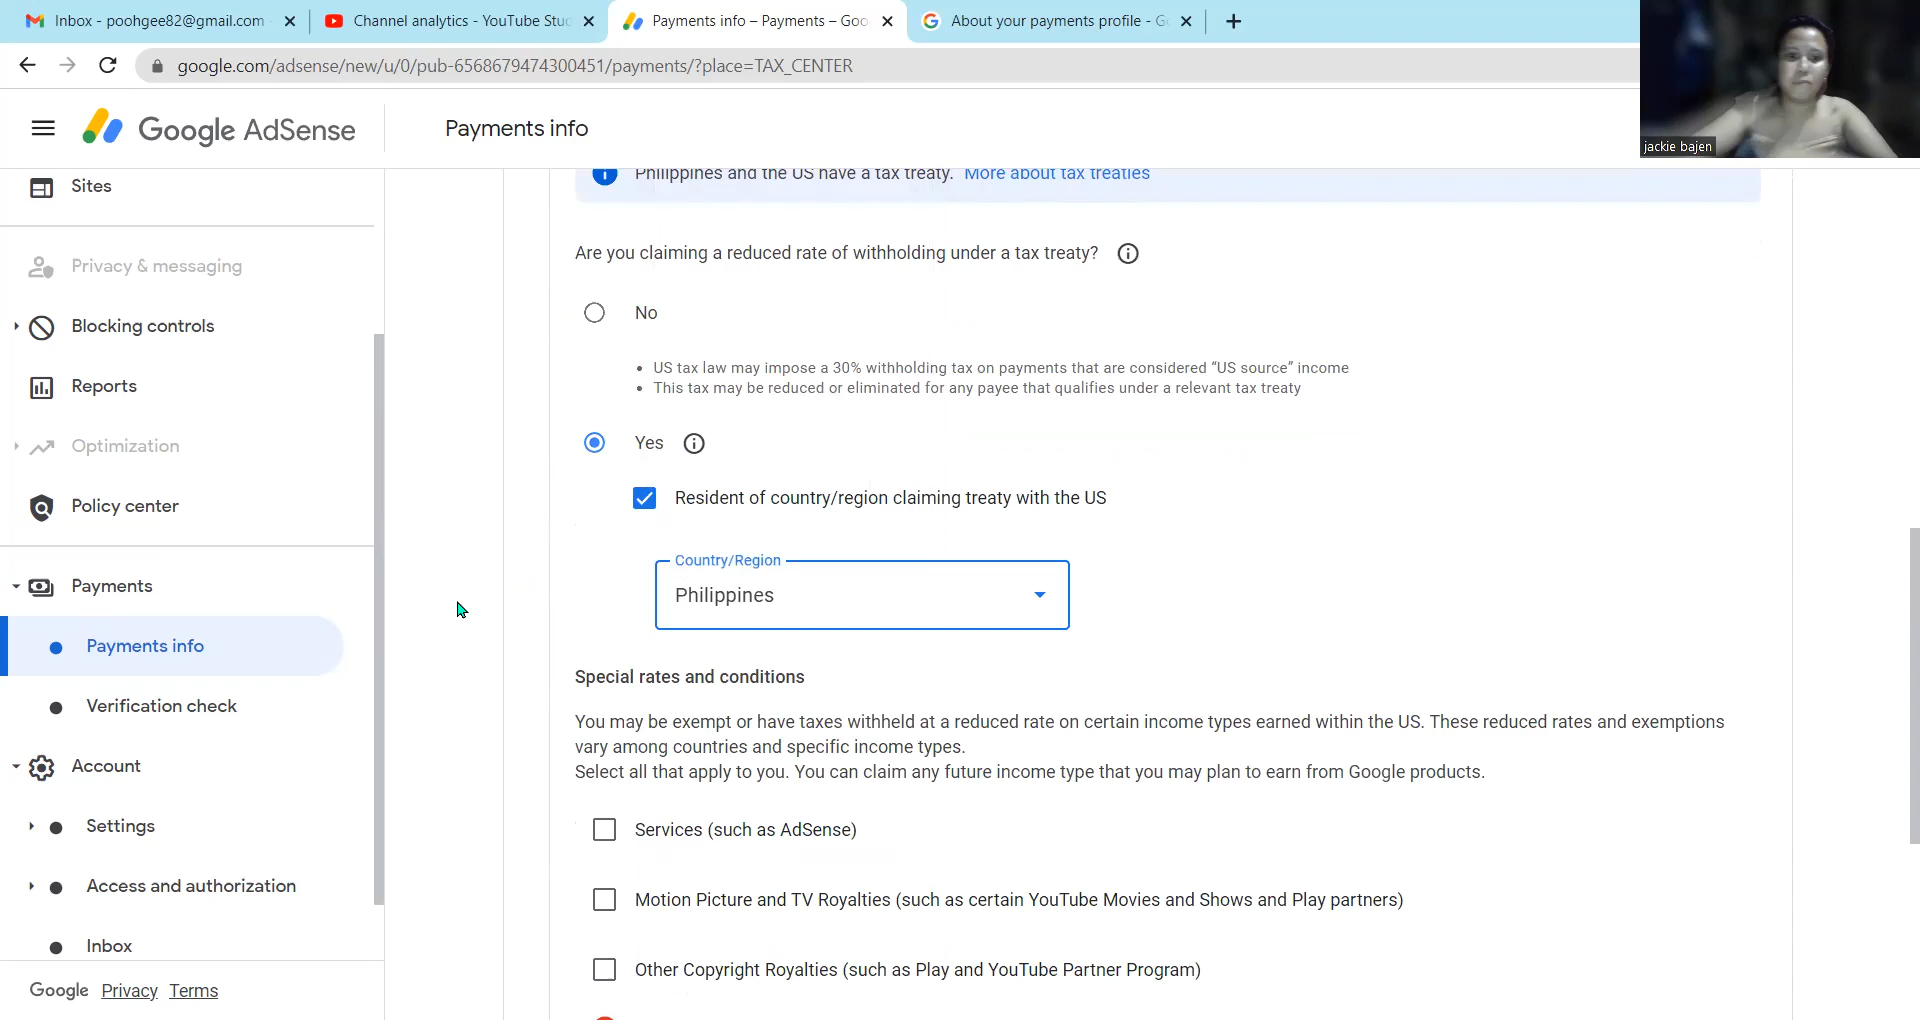 Inbox - poohgee82@gmail.com
Channel analytics - YouTube Stu
Payments info – Payments – Goo
About your payments profile - G
google.com/adsense/new/u/0/pub-6568679474300451/payments/?place=TAX_CENTER
jackie bajen
Google AdSense
Payments info
Sites
Privacy & messaging
Blocking controls
Reports
Optimization
Policy center
Payments
Payments info
Verification check
Account
Settings
Access and authorization
Inbox
Google Privacy Terms
Philippines and the US have a tax treaty. More about tax treaties
Are you claiming a reduced rate of withholding under a tax treaty?
No
• US tax law may impose a 30% withholding tax on payments that are considered “US source” income
• This tax may be reduced or eliminated for any payee that qualifies under a relevant tax treaty
Yes
Resident of country/region claiming treaty with the US
Country/Region
Philippines
Special rates and conditions
You may be exempt or have taxes withheld at a reduced rate on certain income types earned within the US. These reduced rates and exemptions
vary among countries and specific income types.
Select all that apply to you. You can claim any future income type that you may plan to earn from Google products.
Services (such as AdSense)
Motion Picture and TV Royalties (such as certain YouTube Movies and Shows and Play partners)
Other Copyright Royalties (such as Play and YouTube Partner Program)